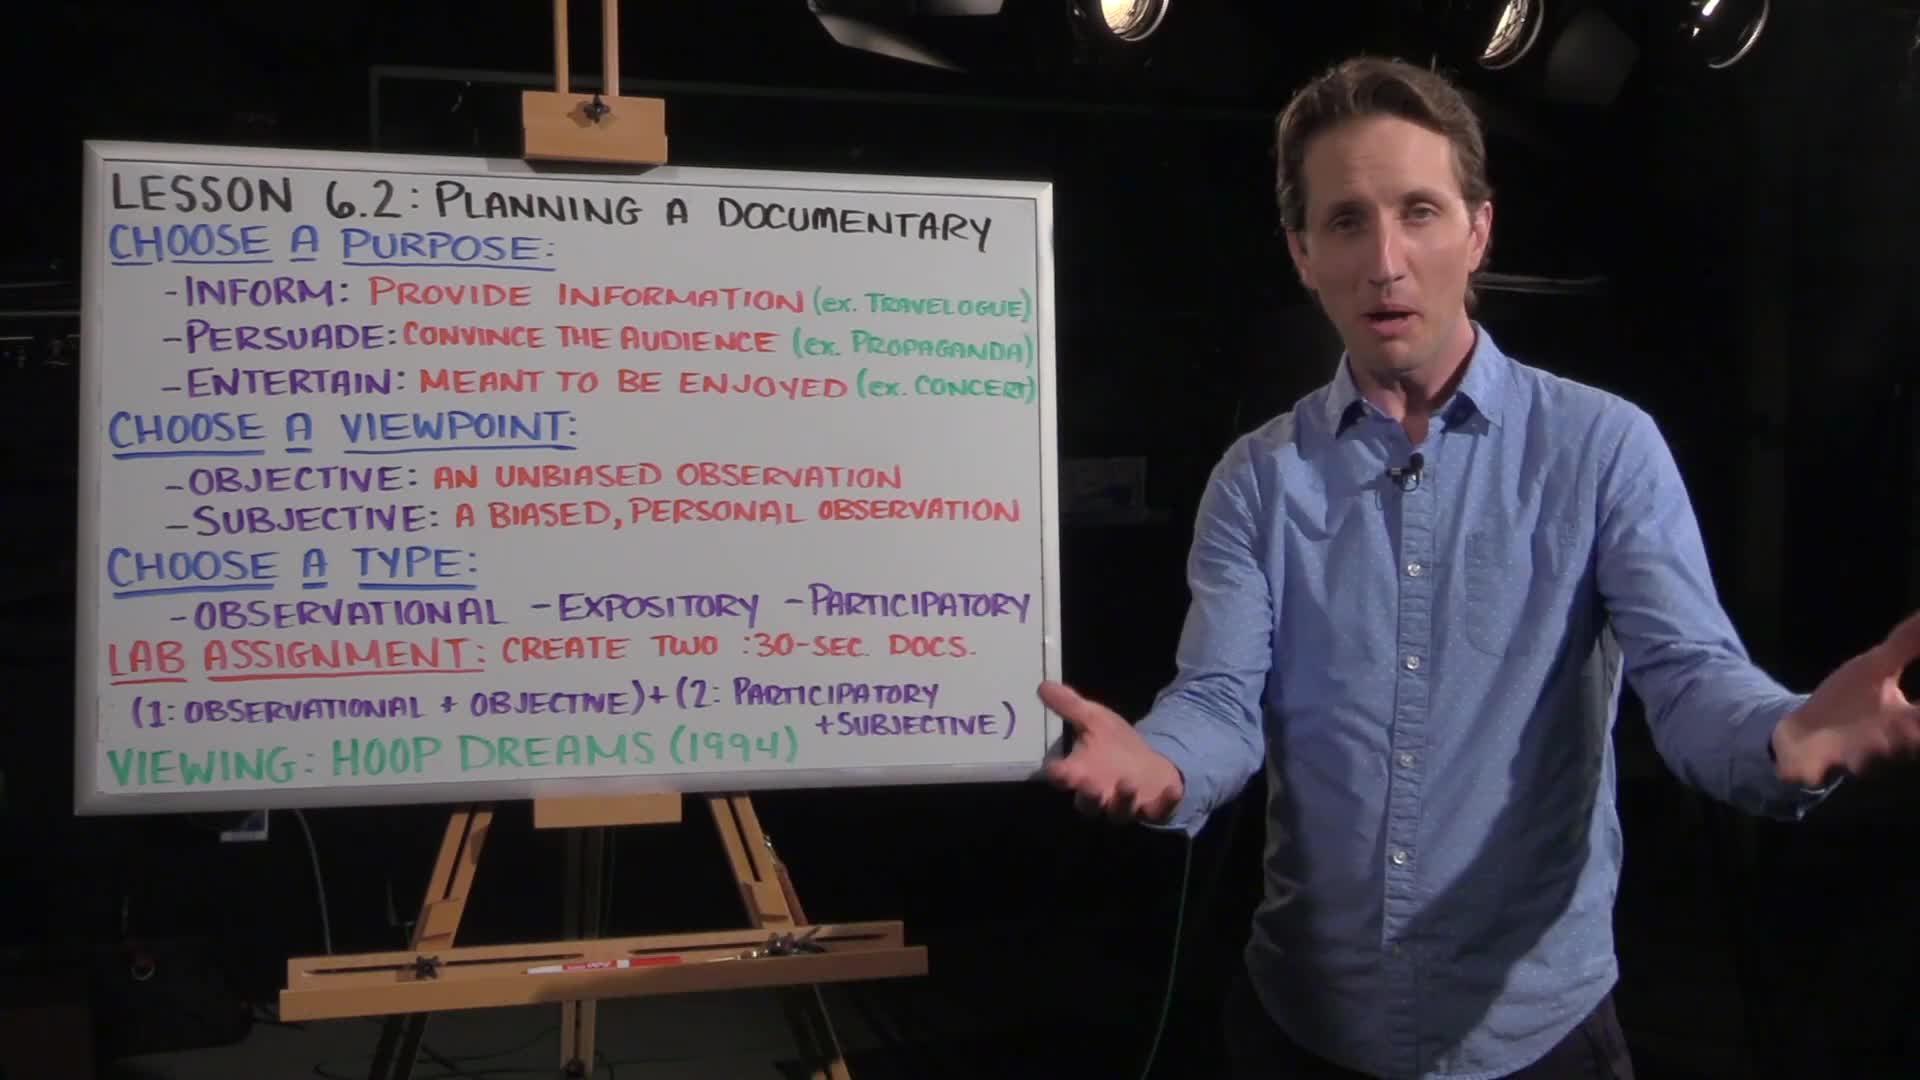 LESSON 6.2: PLANNING A DOCUMENTARY
CHOOSE A PURPOSE:
-INFORM: PROVIDE INFORMATION (ex. TRAVELOGUE)
-PERSUADE: CONVINCE THE AUDIENCE (ex. PROPAGANDA)
-ENTERTAIN: MEANT TO BE ENJOYED (ex. CONCERT)
CHOOSE A VIEWPOINT:
-OBJECTIVE: AN UNBIASED OBSERVATION
-SUBJECTIVE: A BIASED, PERSONAL OBSERVATION
CHOOSE A TYPE:
-OBSERVATIONAL -EXPOSITORY -PARTICIPATORY
LAB ASSIGNMENT: CREATE TWO :30-SEC. DOCS.
(1: OBSERVATIONAL + OBJECTIVE) + (2: PARTICIPATORY
+SUBJECTIVE)
VIEWING: HOOP DREAMS (1994)